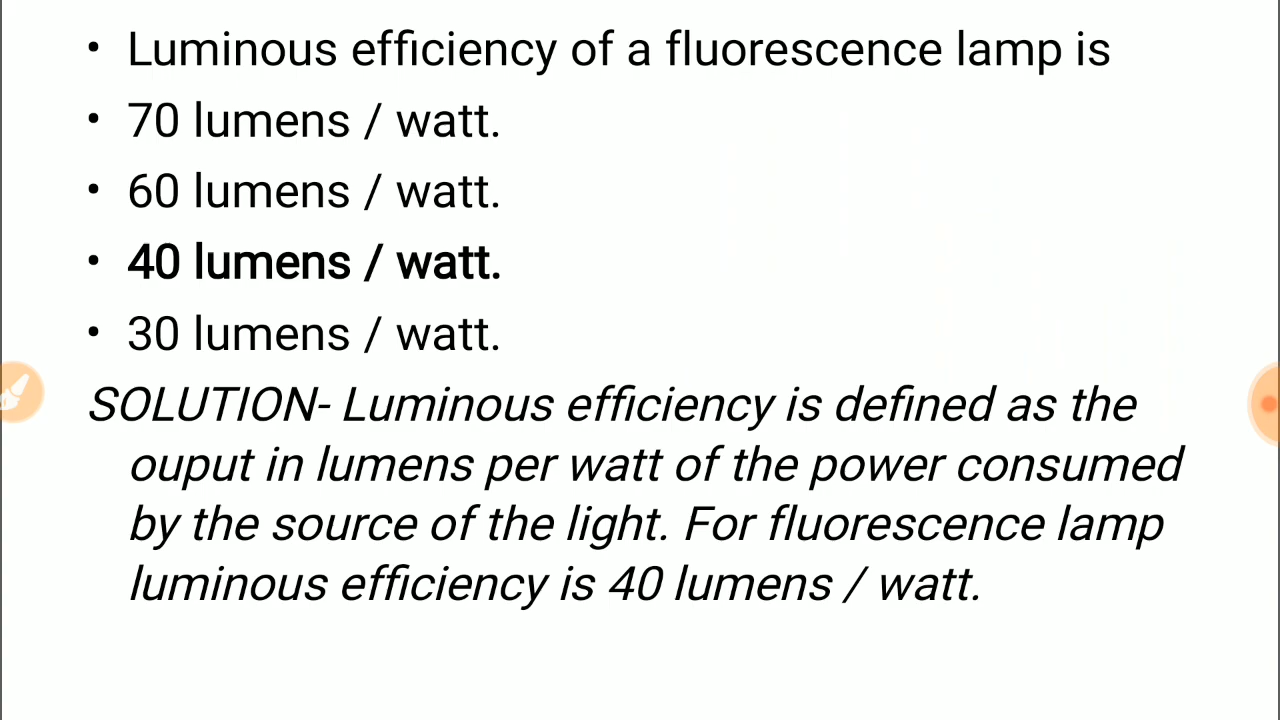 • Luminous efficiency of a fluorescence lamp is
• 70 lumens / watt.
• 60 lumens / watt.
• 40 lumens / watt.
• 30 lumens / watt.
SOLUTION- Luminous efficiency is defined as the
ouput in lumens per watt of the power consumed
by the source of the light. For fluorescence lamp
luminous efficiency is 40 lumens / watt.